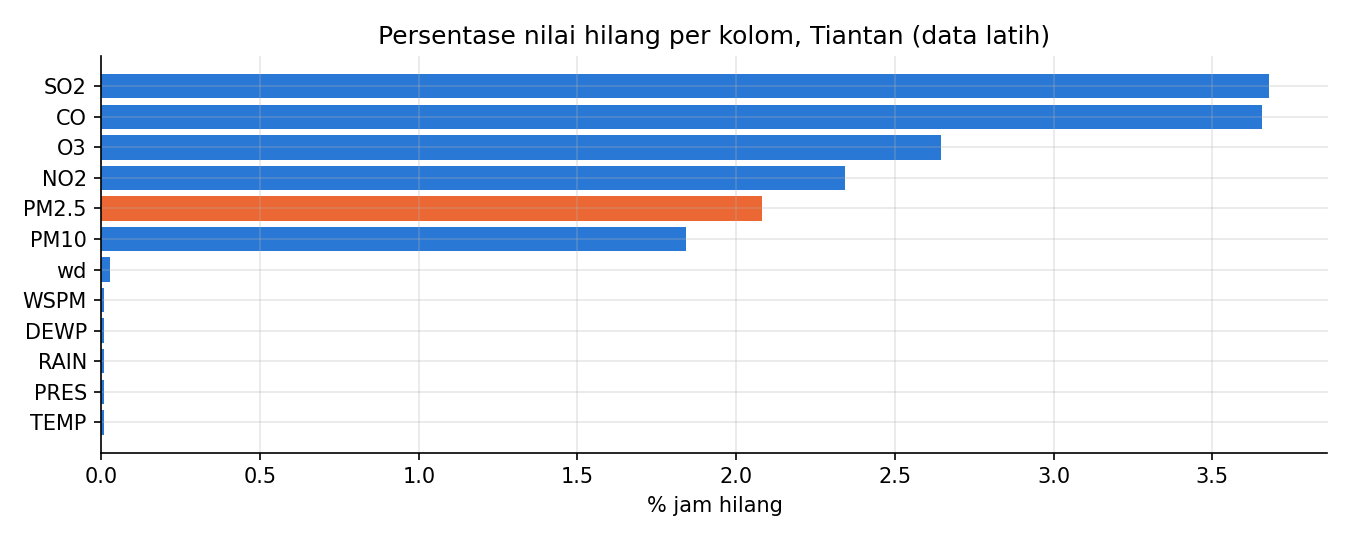 Persentase nilai hilang per kolom, Tiantan (data latih)
SO2
CO
O3
NO2
PM2.5
PM10
wd
WSPM
DEWP
RAIN
PRES
TEMP
0.0 0.5 1.0 1.5 2.0 2.5 3.0 3.5
% jam hilang